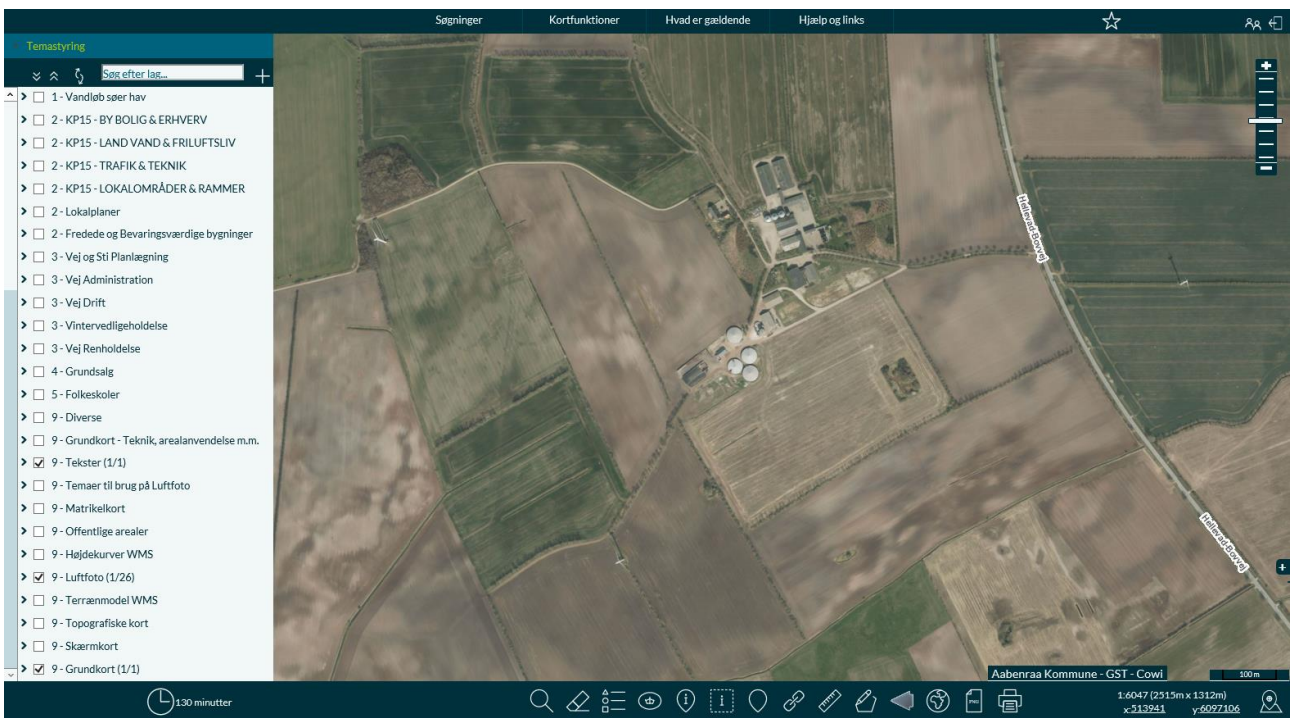 Søgninger
Kortfunktioner
Hvad er gældende
Hjælp og links
Temastyring
Søg efter lag...
1 - Vandløb søer hav
2 - KP15 - BY BOLIG & ERHVERV
2 - KP15 - LAND VAND & FRILUFTSLIV
2 - KP15 - TRAFIK & TEKNIK
2 - KP15 - LOKALOMRÅDER & RAMMER
2 - Lokalplaner
2 - Fredede og Bevaringsværdige bygninger
3 - Vej og Sti Planlægning
3 - Vej Administration
3 - Vej Drift
3 - Vintervedligeholdelse
3 - Vej Renholdelse
4 - Grundsalg
5 - Folkeskoler
9 - Diverse
9 - Grundkort - Teknik, arealanvendelse m.m.
9 - Tekster (1/1)
9 - Temaer til brug på Luftfoto
9 - Matrikelkort
9 - Offentlige arealer
9 - Højdekurver WMS
9 - Luftfoto (1/26)
9 - Terrænmodel WMS
9 - Topografiske kort
9 - Skærmkort
9 - Grundkort (1/1)
Hellevad-Bovvej
Hellevad-Bovvej
Aabenraa Kommune - GST - Cowi
100 m
130 minutter
PNG
1:6047 (2515m x 1312m)
x:513941 y:6097106